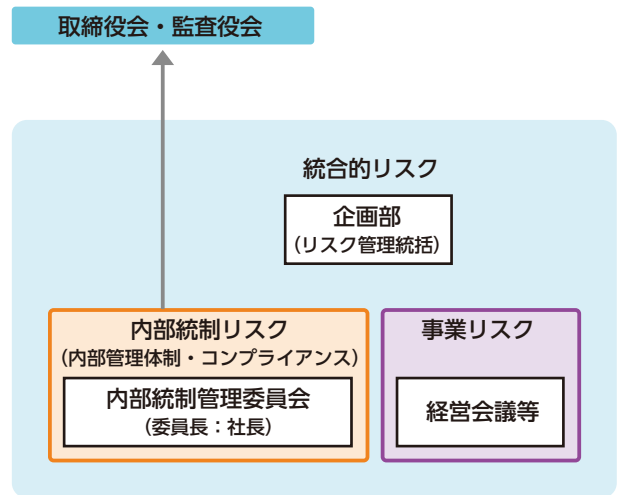 取締役会・監査役会
統合的リスク
企画部
(リスク管理統括)
内部統制リスク
(内部管理体制・コンプライアンス)
内部統制管理委員会
(委員長：社長)
事業リスク
経営会議等